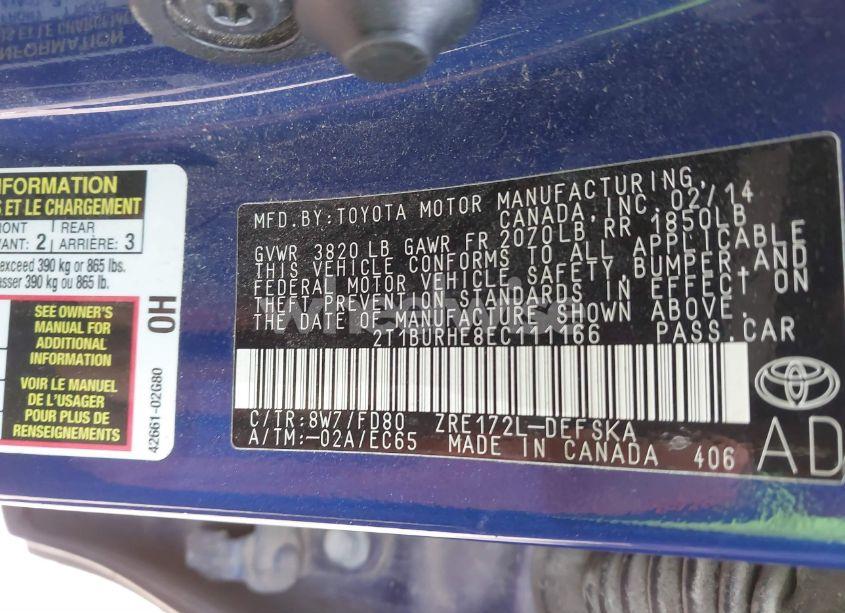 INFORMATION
NFORMATION
S ET LE CHARGEMENT
RONT
VANT: 2
REAR
ARRIÈRE: 3
exceed 390 kg or 865 lbs.
asser 390 kg ou 865 lb.
SEE OWNER'S
MANUAL FOR
ADDITIONAL
INFORMATION
VOIR LE MANUEL
DE L'USAGER
POUR PLUS DE
RENSEIGNEMENTS
0H
42661-02G80
MFD.BY:TOYOTA MOTOR MANUFACTURING,
CANADA,INC. 02/14
GVWR 3820 LB GAWR FR 2020LB, RR 1850LB
THIS VEHICLE CONFORMS TO ALL APPLICABLE
FEDERAL MOTOR VEHICLE SAFETY, BUMPER AND
THEFT PREVENTION STANDARDS IN EFFECT ON
THE DATE OF MANUFACTURE SHOWN ABOVE.
2T1BURHE8EC111166 PASS.CAR
C/TR:8W7/FD80 ZRE172L-DEFSKA
A/TM:-02A/EC65 MADE IN CANADA 406
AD